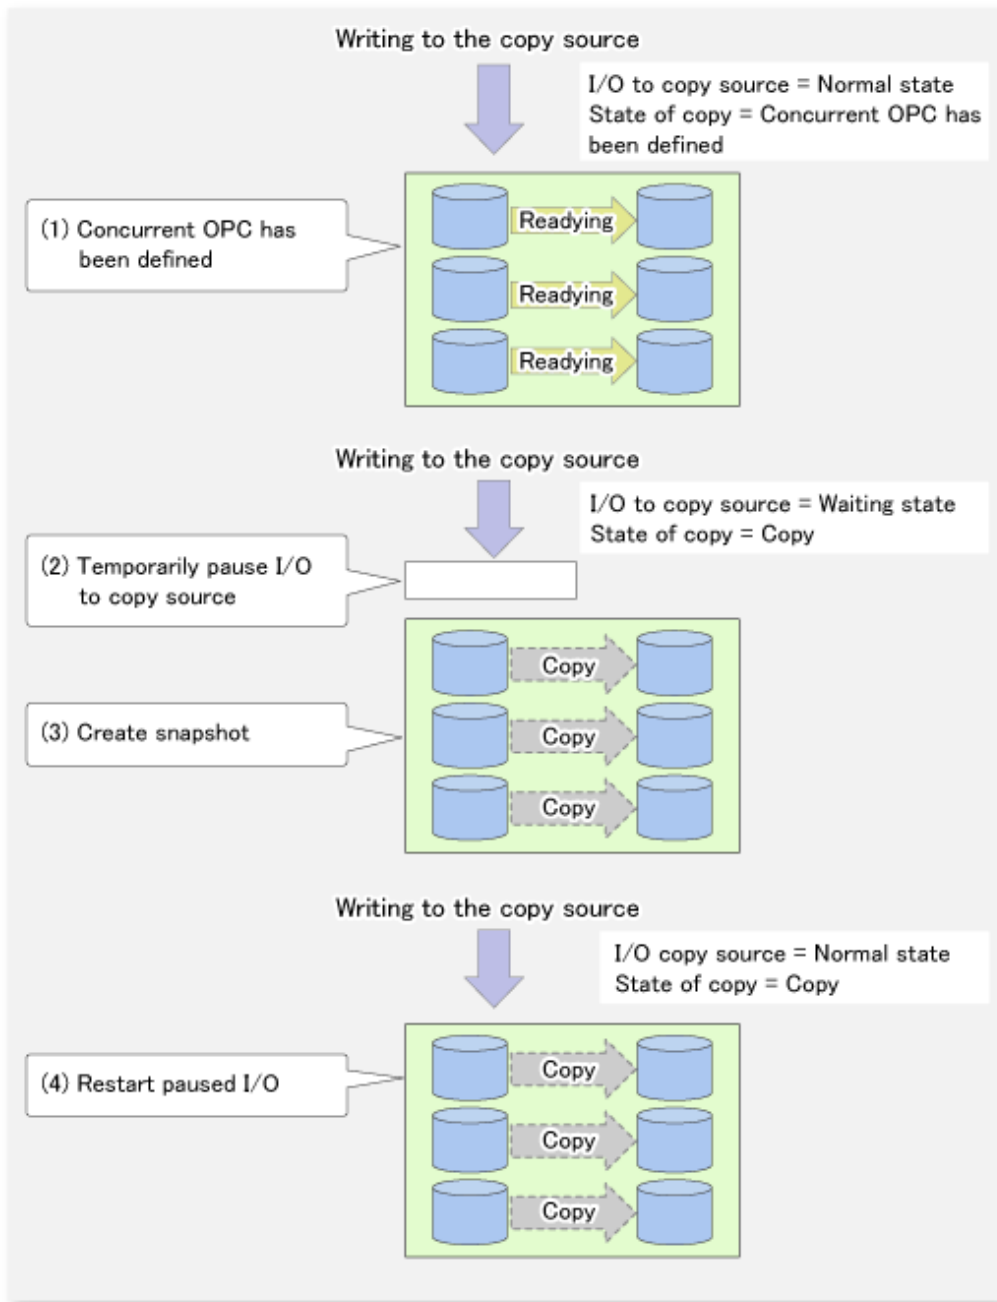 Writing to the copy source
I/O to copy source = Normal state
State of copy = Concurrent OPC has
been defined
(1) Concurrent OPC has
been defined
Readying
Readying
Readying
Writing to the copy source
I/O to copy source = Waiting state
State of copy = Copy
(2) Temporarily pause I/O
to copy source
(3) Create snapshot
Copy
Copy
Copy
Writing to the copy source
I/O copy source = Normal state
State of copy = Copy
(4) Restart paused I/O
Copy
Copy
Copy